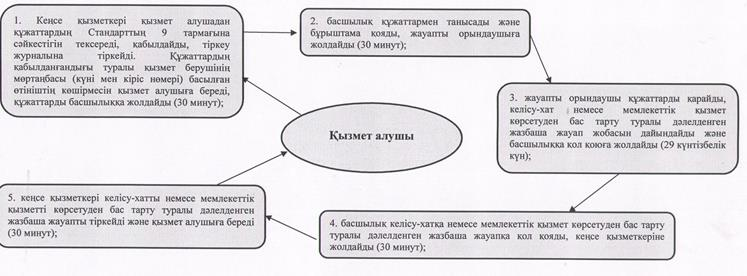 1. Кеңсе қызметкері қызмет алушадан
құжаттардың Стандарттың 9 тармағына
сәйкестігін тексереді, қабылдайды, тіркеу
журналына тіркейді. Құжаттардың
қабылданғандығы туралы қызмет берушінің
мөртаңбасы (күні мен кіріс нөмері) басылған
өтініштің көшірмесін қызмет алушыға береді,
құжаттарды басшылыққа жолдайды (30 минут);
2. басшылық құжаттармен танысады және
бұрыштама қояды, жауапты орындаушыға
жолдайды (30 минут);
3. жауапты орындаушы құжаттарды қарайды,
келісу-хат немесе мемлекеттік қызмет
көрсетуден бас тарту туралы дәлелденген
жазбаша жауап жобасын дайындайды және
басшылыққа қол қоюға жолдайды (29 күнтізбелік
күн);
Қызмет алушы
5. кеңсе қызметкері келісу-хатты немесе мемлекеттік
қызметті көрсетуден бас тарту туралы дәлелденген
жазбаша жауапты тіркейді және қызмет алушыға береді
(30 минут);
4. басшылық келісу-хатка немесе мемлекеттік қызмет көрсетуден бас тарту
туралы дәлелденген жазбаша жауапка қол қояды, кеңсе қызметкеріне
жолдайды (30 минут);